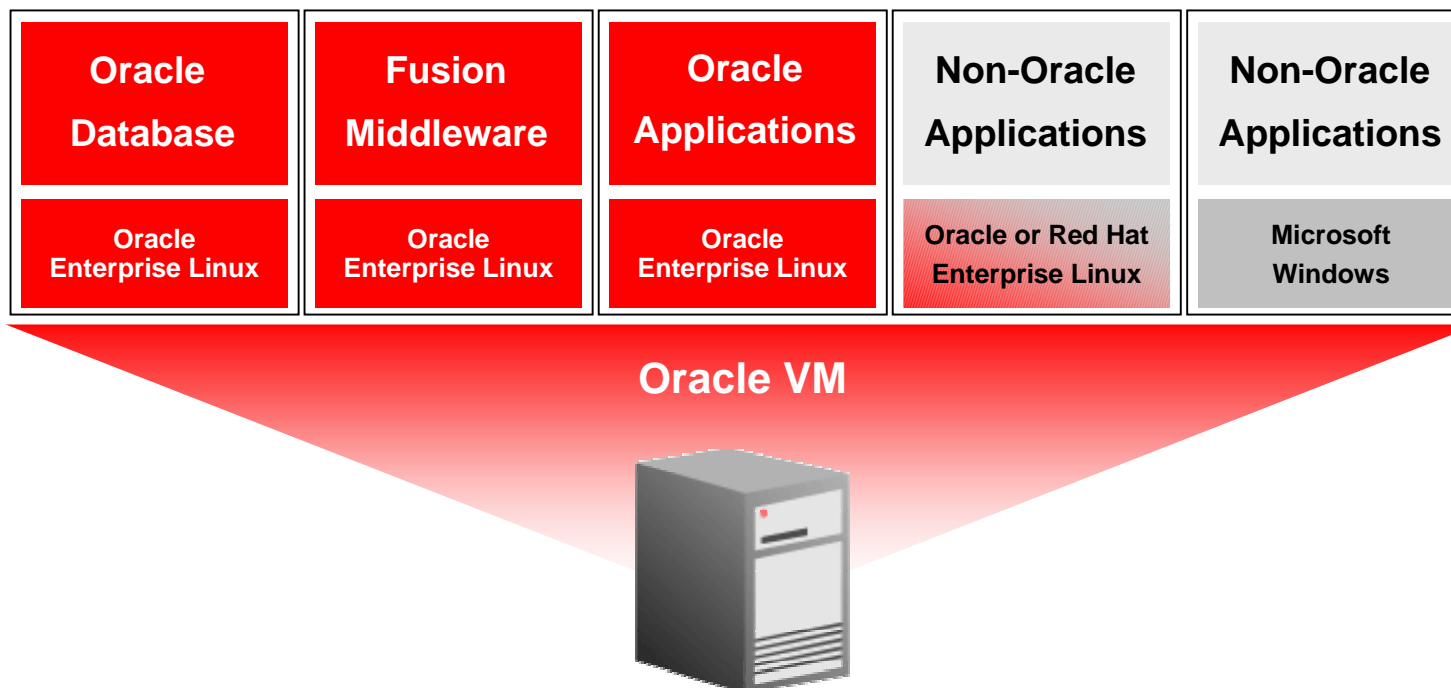 Oracle
Database
Fusion
Middleware
Oracle
Applications
Non-Oracle
Applications
Non-Oracle
Applications
Oracle
Enterprise Linux
Oracle
Enterprise Linux
Oracle
Enterprise Linux
Oracle or Red Hat
Enterprise Linux
Microsoft
Windows
Oracle VM